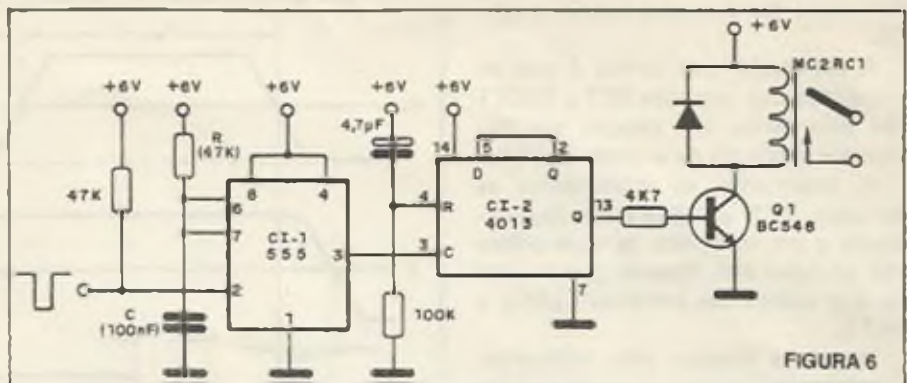 +6V
+6V
+6V
+6V
+6V
+6V
MC2RC1
R
(47K)
4,7µF
47K
8
4
14
5
2
D
Q
6
7
CI-1
555
3
4
R
3
C
CI-2
4013
Q
13
4K7
Q1
BC548
2
C
(100nF)
1
100K
7
FIGURA 6